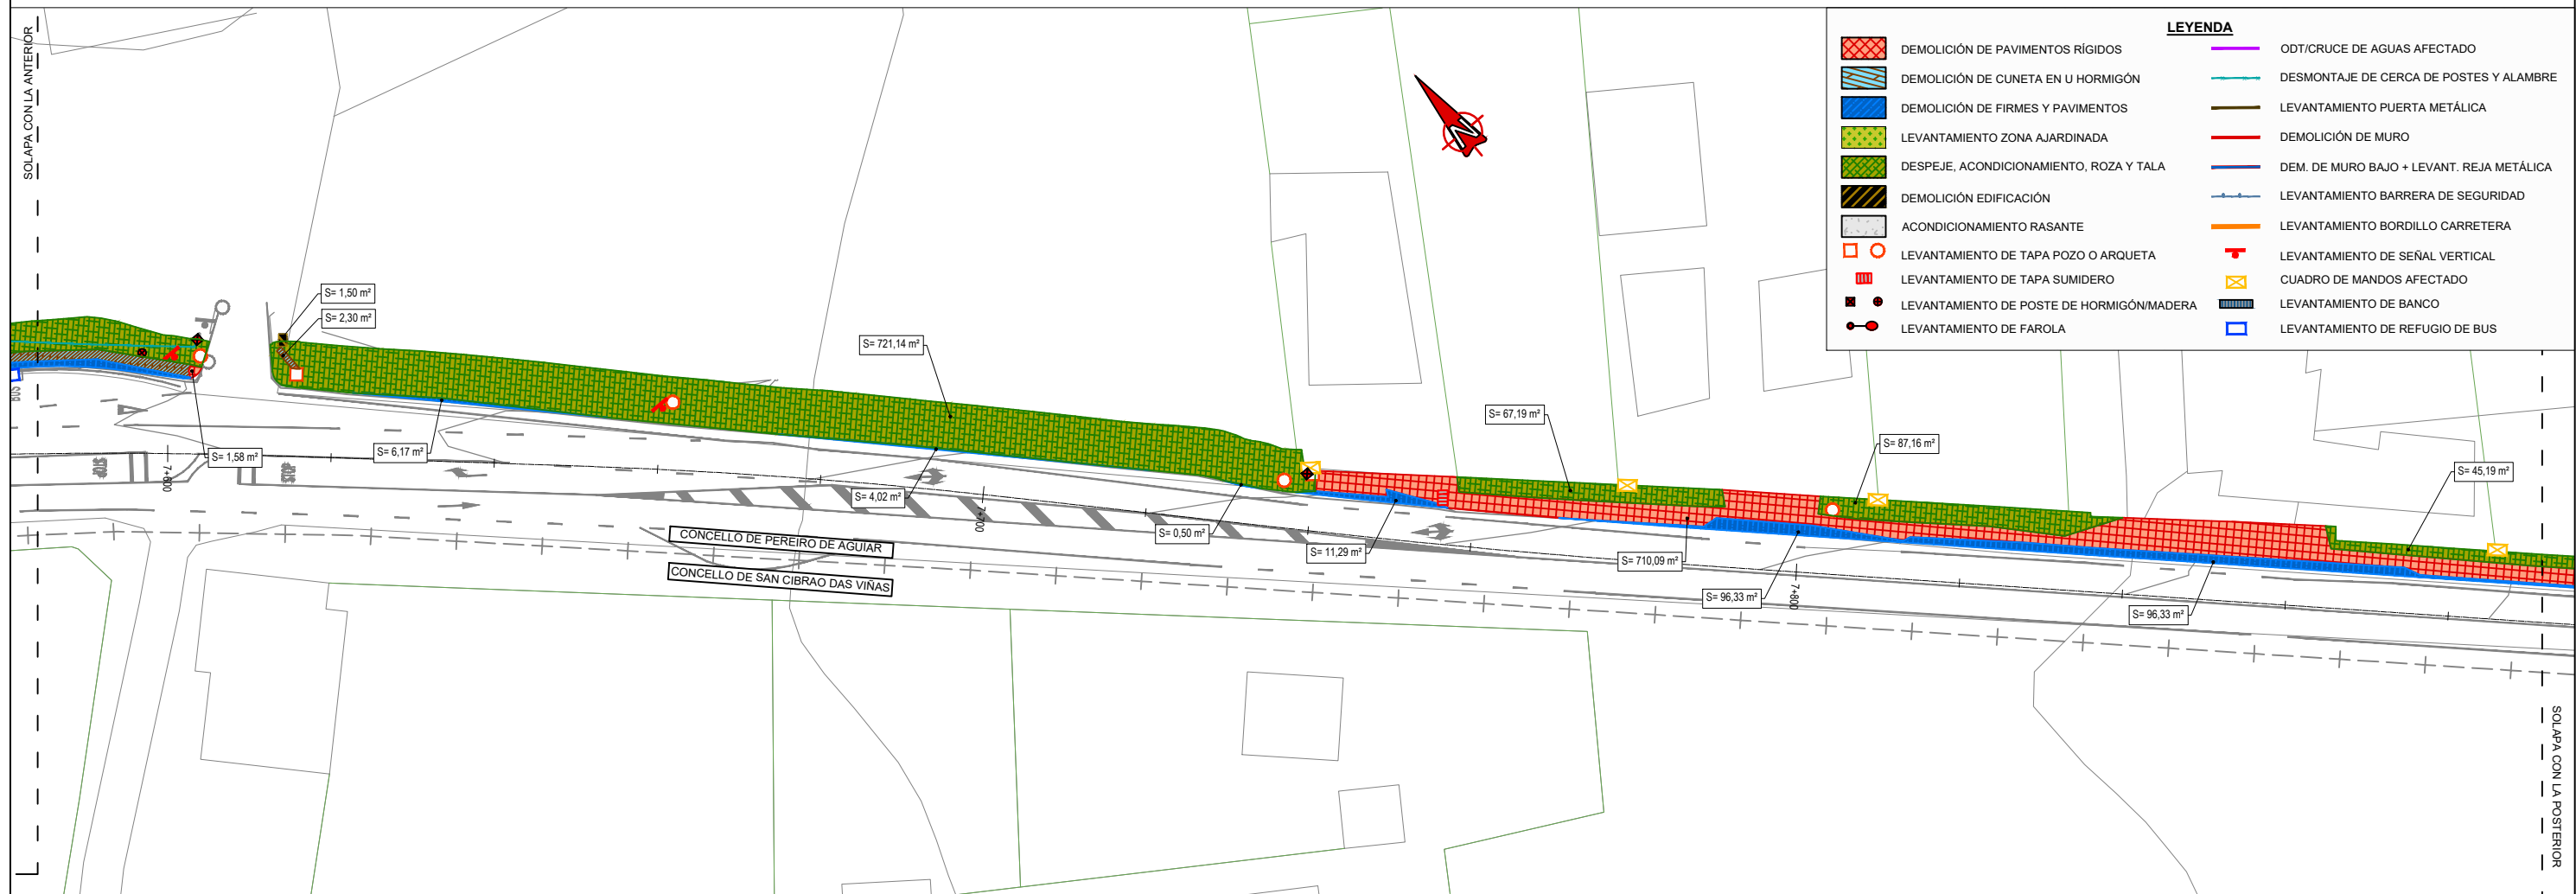 LEYENDA
DEMOLICIÓN DE PAVIMENTOS RÍGIDOS
DEMOLICIÓN DE CUNETA EN U HORMIGÓN
DEMOLICIÓN DE FIRMES Y PAVIMENTOS
LEVANTAMIENTO ZONA AJARDINADA
DESPEJE, ACONDICIONAMIENTO, ROZA Y TALA
DEMOLICIÓN EDIFICACIÓN
ACONDICIONAMIENTO RASANTE
LEVANTAMIENTO DE TAPA POZO O ARQUETA
LEVANTAMIENTO DE TAPA SUMIDERO
LEVANTAMIENTO DE POSTE DE HORMIGÓN/MADERA
LEVANTAMIENTO DE FAROLA
ODT/CRUCE DE AGUAS AFECTADO
DESMONTAJE DE CERCA DE POSTES Y ALAMBRE
LEVANTAMIENTO PUERTA METÁLICA
DEMOLICIÓN DE MURO
DEM. DE MURO BAJO + LEVANT. REJA METÁLICA
LEVANTAMIENTO BARRERA DE SEGURIDAD
LEVANTAMIENTO BORDILLO CARRETERA
LEVANTAMIENTO DE SEÑAL VERTICAL
CUADRO DE MANDOS AFECTADO
LEVANTAMIENTO DE BANCO
LEVANTAMIENTO DE REFUGIO DE BUS
SOLAPA CON LA ANTERIOR
N
S= 1,50 m²
S= 2,30 m²
S= 721,14 m²
S= 67,19 m²
S= 87,16 m²
S= 45,19 m²
BUS
S= 1,58 m²
S= 6,17 m²
STOP
7+600
STOP
S= 4,02 m²
7+700
S= 0,50 m²
S= 11,29 m²
S= 710,09 m²
S= 96,33 m²
7+800
S= 96,33 m²
CONCELLO DE PEREIRO DE AGUIAR
CONCELLO DE SAN CIBRAO DAS VIÑAS
SOLAPA CON LA POSTERIOR